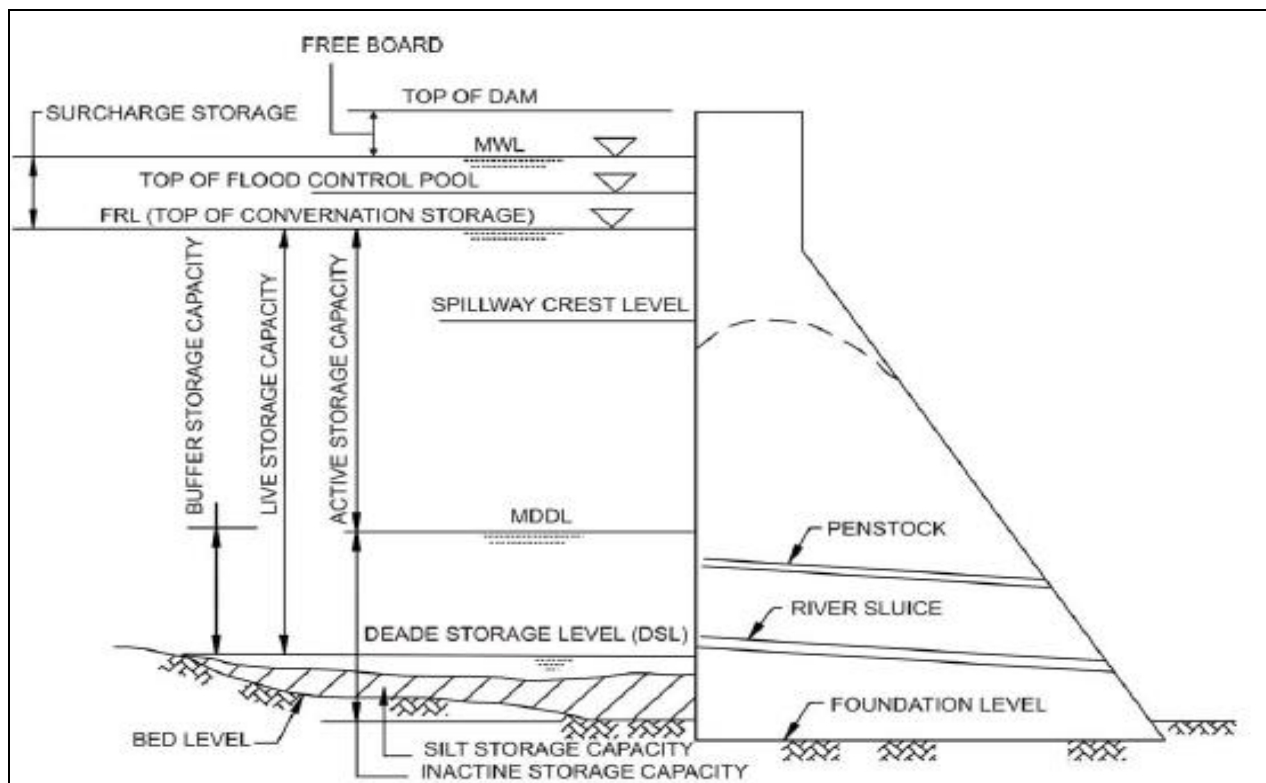 FREE BOARD
TOP OF DAM
SURCHARGE STORAGE
MWL
TOP OF FLOOD CONTROL POOL
FRL (TOP OF CONVERNATION STORAGE)
BUFFER STORAGE CAPACITY
LIVE STORAGE CAPACITY
ACTIVE STORAGE CAPACITY
SPILLWAY CREST LEVEL
MDDL
PENSTOCK
RIVER SLUICE
DEADE STORAGE LEVEL (DSL)
FOUNDATION LEVEL
BED LEVEL
SILT STORAGE CAPACITY
INACTINE STORAGE CAPACITY